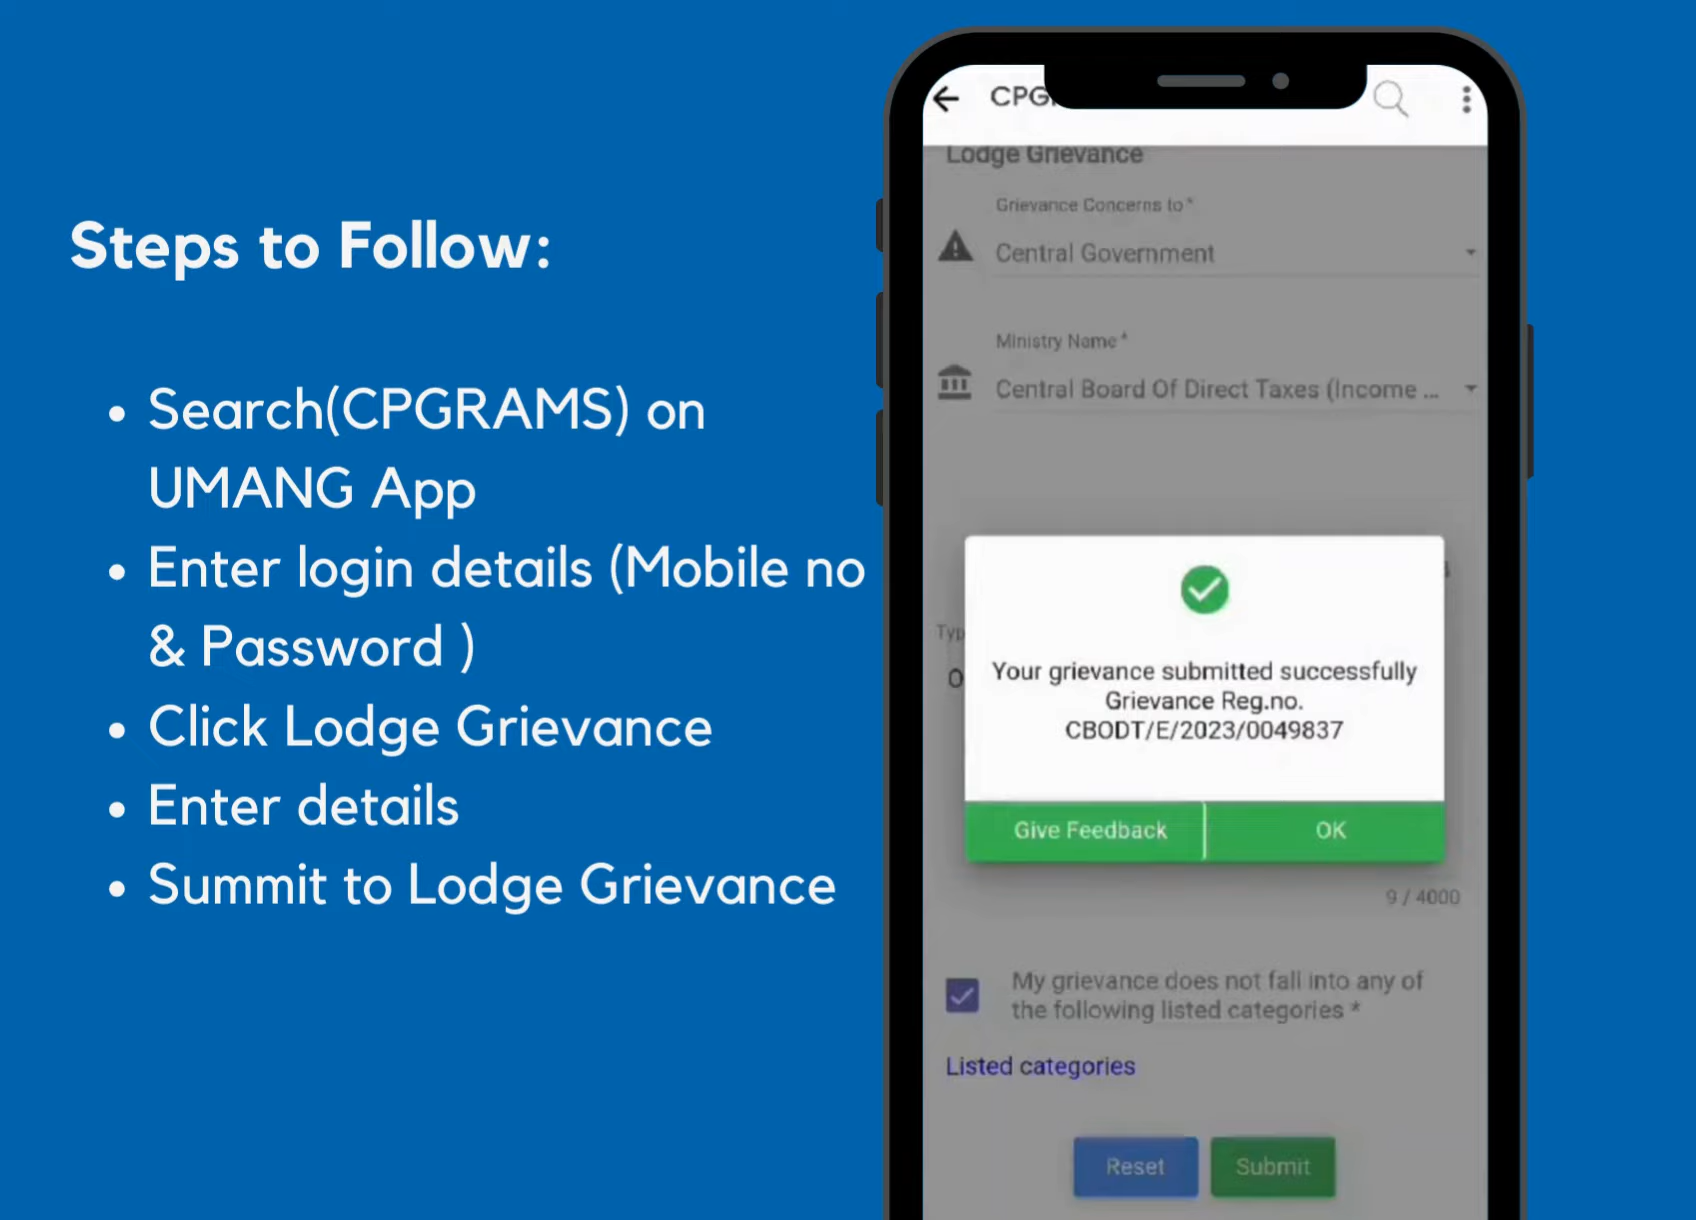 Steps to Follow:
Search(CPGRAMS) on
UMANG App
Enter login details (Mobile no
& Password )
Click Lodge Grievance
Enter details
Summit to Lodge Grievance
Lodge Grievance
Grievance Concerns to *
Central Government
Ministry Name *
Central Board Of Direct Taxes (Income ...
Your grievance submitted successfully
Grievance Reg.no.
CBODT/E/2023/0049837
Give Feedback OK
9 / 4000
My grievance does not fall into any of
the following listed categories *
Listed categories
Reset Submit